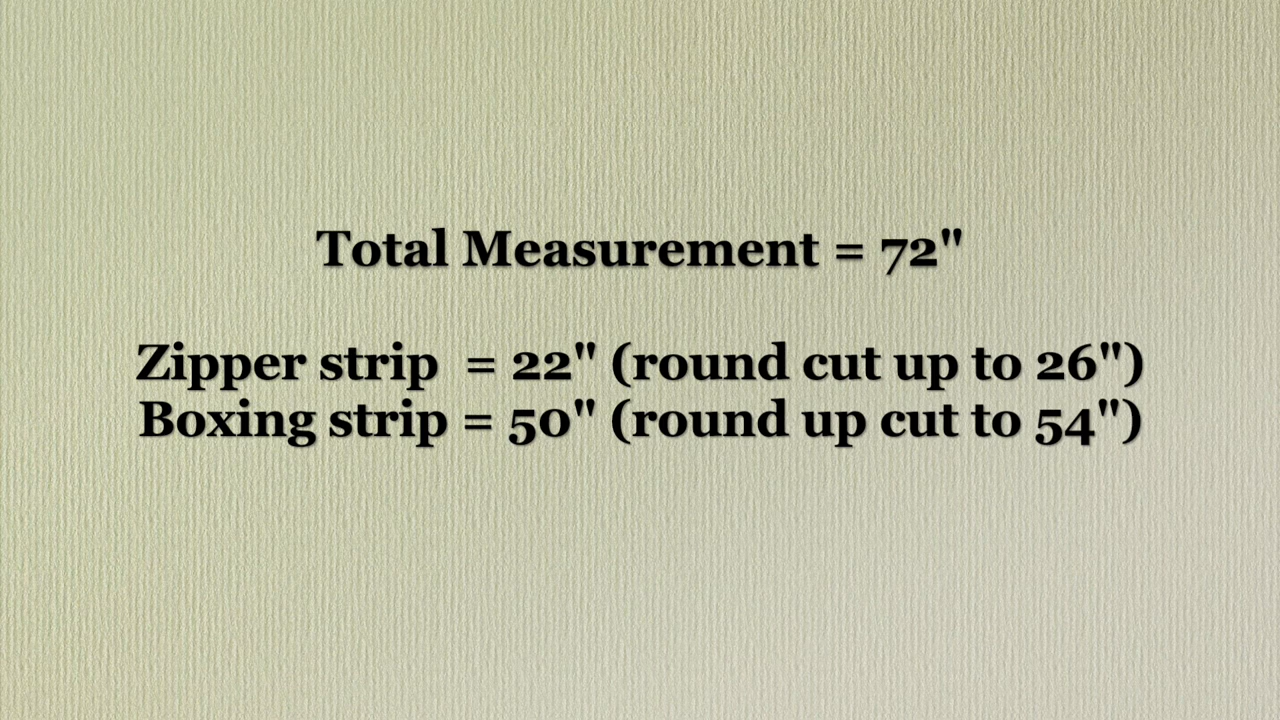 Total Measurement = 72"
Zipper strip  = 22" (round cut up to 26")
Boxing strip = 50" (round up cut to 54")